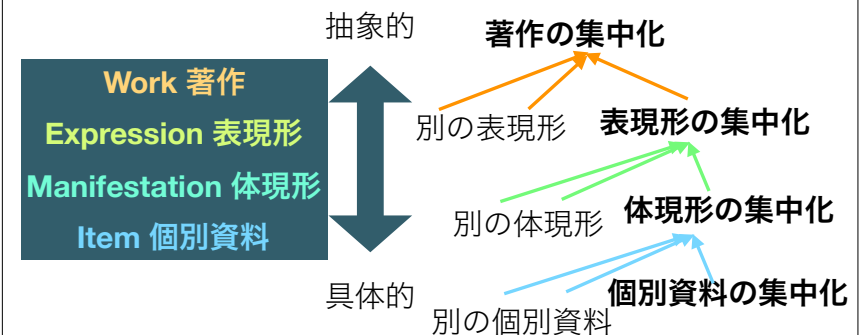 抽象的
著作の集中化
Work 著作
Expression 表現形
Manifestation 体現形
Item 個別資料
別の表現形
表現形の集中化
別の体現形
体現形の集中化
具体的
個別資料の集中化
別の個別資料